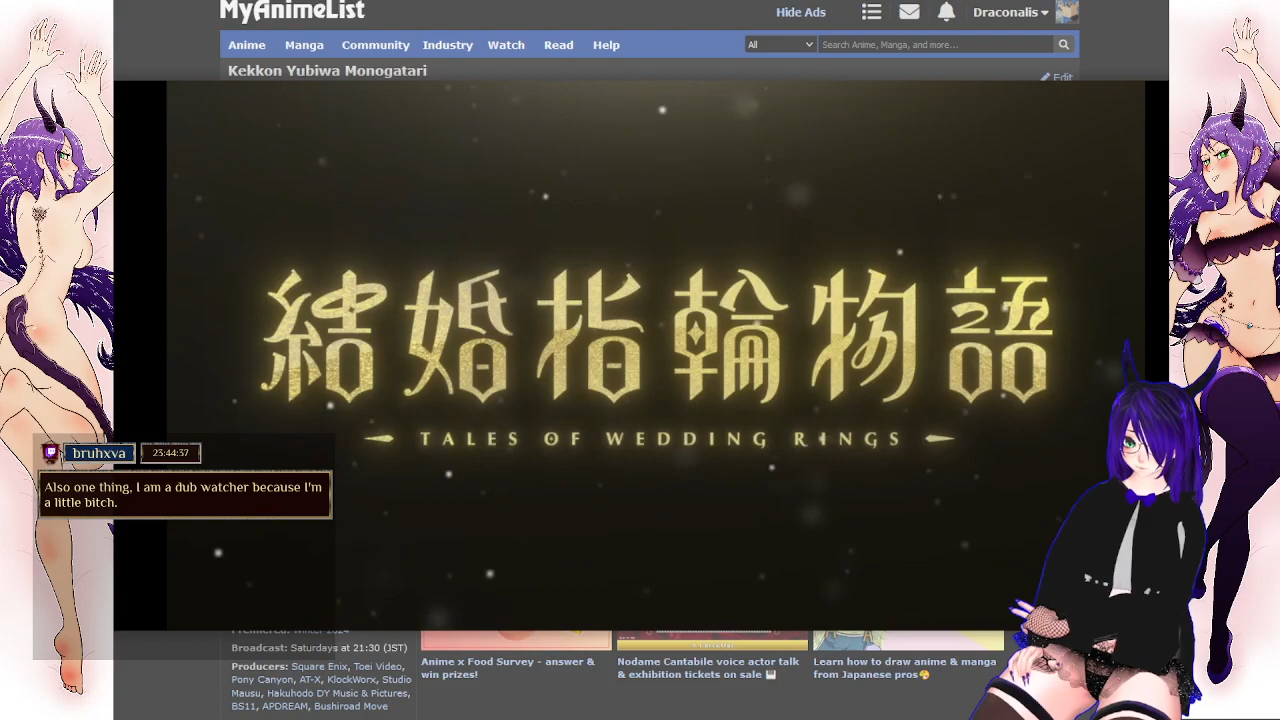 MyAnimeList
Hide Ads
Draconalis
Anime Manga Community Industry Watch Read Help
All
Search Anime, Manga, and more...
Kekkon Yubiwa Monogatari
Edit
結婚指輪物語
TALES OF WEDDING RINGS
bruhxva
23:44:37
Also one thing, I am a dub watcher because I'm
a little bitch.
Premiered: Winter 2024
Broadcast: Saturdays at 21:30 (JST)
Producers: Square Enix, Toei Video,
Pony Canyon, AT-X, KlockWorx, Studio
Mausu, Hakuhodo DY Music & Pictures,
BS11, APDREAM, Bushiroad Move
Anime x Food Survey - answer &
win prizes!
Nodame Cantabile voice actor talk
& exhibition tickets on sale
Learn how to draw anime & manga
from Japanese pros